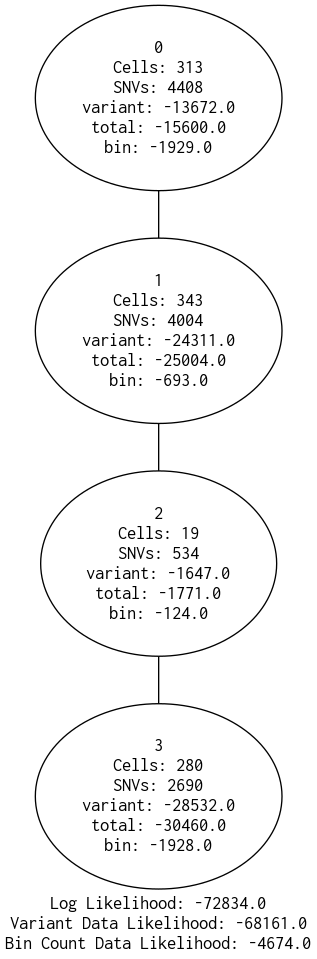 0
Cells: 313
SNVs: 4408
variant: -13672.0
total: -15600.0
bin: -1929.0
1
Cells: 343
SNVs: 4004
variant: -24311.0
total: -25004.0
bin: -693.0
2
Cells: 19
SNVs: 534
variant: -1647.0
total: -1771.0
bin: -124.0
3
Cells: 280
SNVs: 2690
variant: -28532.0
total: -30460.0
bin: -1928.0
Log Likelihood: -72834.0
Variant Data Likelihood: -68161.0
Bin Count Data Likelihood: -4674.0